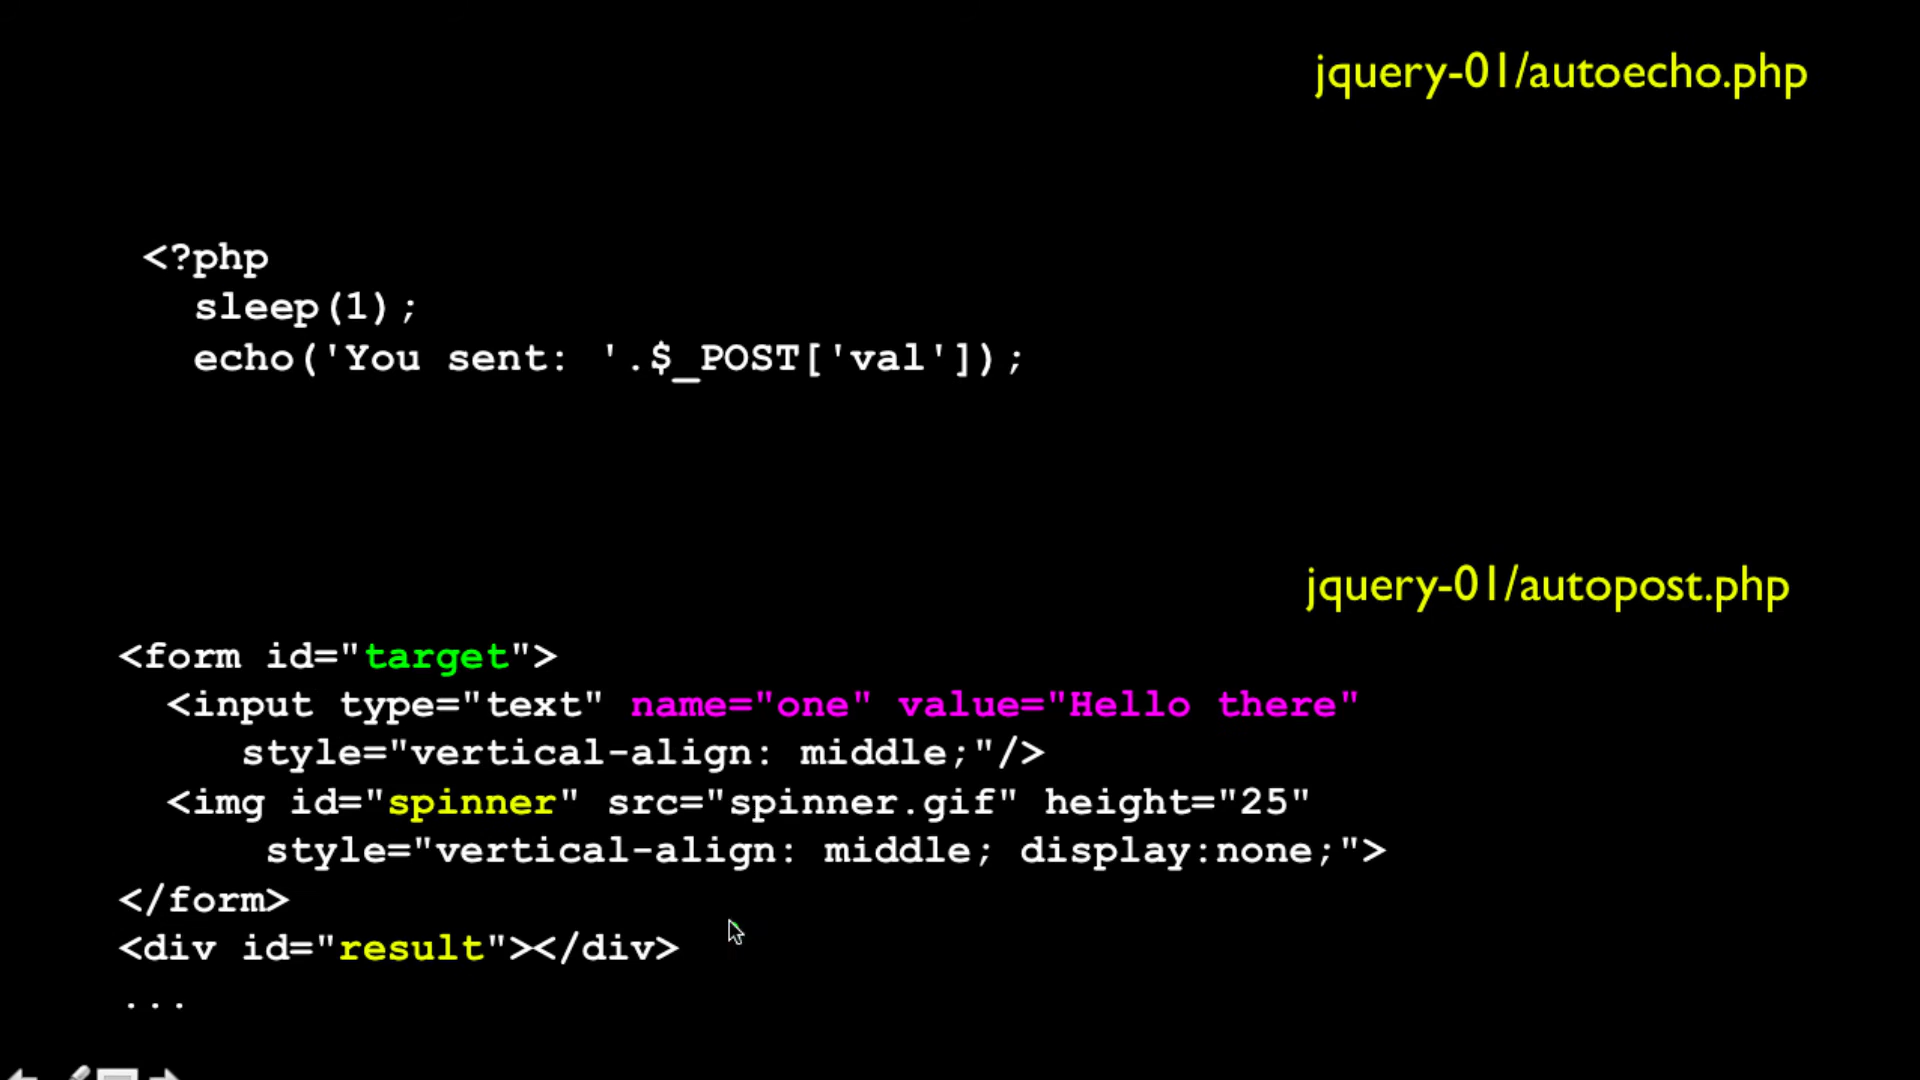 jquery-01/autoecho.php
<?php
sleep(1);
echo('You sent: '.$_POST['val']);
jquery-01/autopost.php
<form id="target">
<input type="text" name="one" value="Hello there"
style="vertical-align: middle;"/>
<img id="spinner" src="spinner.gif" height="25"
style="vertical-align: middle; display:none;">
</form>
<div id="result"></div>
...